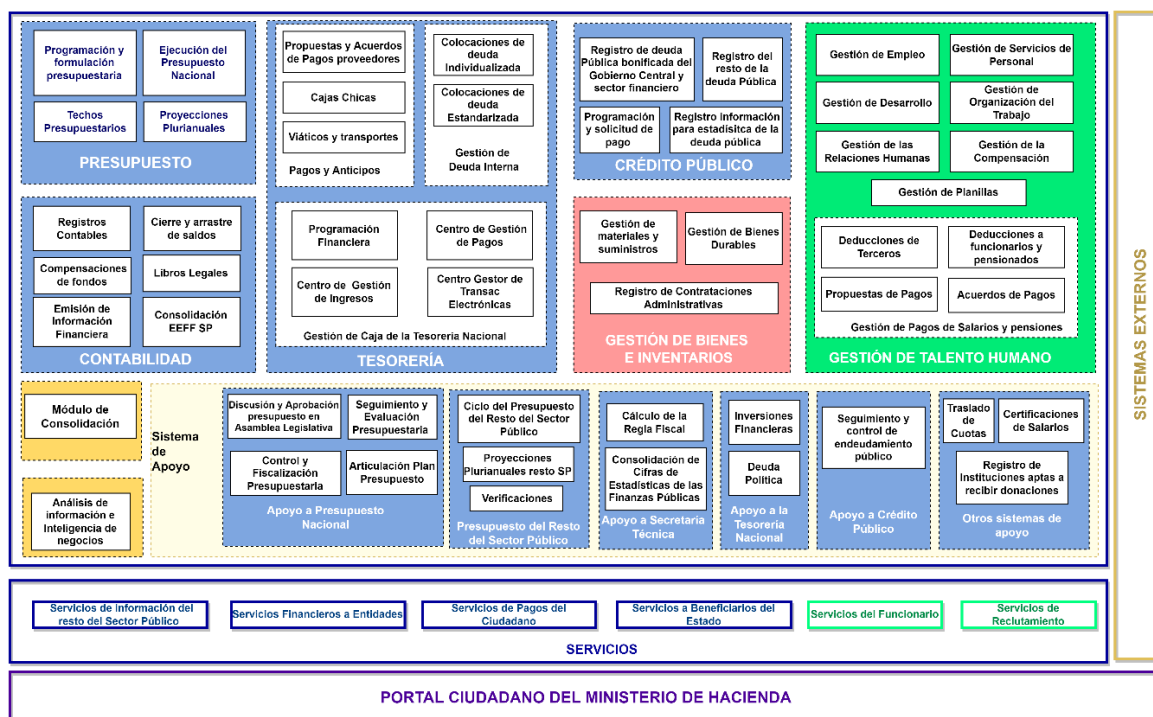 Programación y
formulación
presupuestaria
Ejecución del
Presupuesto
Nacional
Techos
Presupuestarios
Proyecciones
Plurianuales
PRESUPUESTO
Propuestas y Acuerdos
de Pagos proveedores
Cajas Chicas
Viáticos y transportes
Pagos y Anticipos
Colocaciones de
deuda
Individualizada
Colocaciones de
deuda
Estandarizada
Gestión de
Deuda Interna
Programación
Financiera
Centro de Gestión
de Pagos
Centro de Gestión
de Ingresos
Centro Gestor de
Transac
Electrónicas
Gestión de Caja de la Tesorería Nacional
TESORERÍA
Registro de deuda
Pública bonificada del
Gobierno Central y
sector financiero
Registro del
resto de la
deuda Pública
Programación
y solicitud de
pago
Registro Información
para estadísitca de la
deuda pública
CRÉDITO PÚBLICO
Gestión de Empleo
Gestión de Servicios de
Personal
Gestión de Desarrollo
Gestión de
Organización del
Trabajo
Gestión de las
Relaciones Humanas
Gestión de la
Compensación
Gestión de Planillas
Deducciones de
Terceros
Deducciones a
funcionarios y
pensionados
Propuestas de Pagos
Acuerdos de Pagos
Gestión de Pagos de Salarios y pensiones
GESTIÓN DE TALENTO HUMANO
Registros
Contables
Cierre y arrastre
de saldos
Compensaciones
de fondos
Libros Legales
Emisión de
Información
Financiera
Consolidación
EEFF SP
CONTABILIDAD
Gestión de
materiales y
suministros
Gestión de Bienes
Durables
Registro de Contrataciones
Administrativas
GESTIÓN DE BIENES
E INVENTARIOS
Módulo de
Consolidación
Análisis de
información e
Inteligencia de
negocios
Sistema
de
Apoyo
Discusión y Aprobación
presupuesto en
Asamblea Legislativa
Seguimiento y
Evaluación
Presupuestaria
Control y
Fiscalización
Presupuestaria
Articulación Plan
Presupuesto
Apoyo a Presupuesto
Nacional
Ciclo del Presupuesto
del Resto del Sector
Público
Proyecciones
Plurianuales resto SP
Verificaciones
Presupuesto del Resto
del Sector Público
Cálculo de la
Regla Fiscal
Consolidación de
Cifras de
Estadísticas de las
Finanzas Públicas
Apoyo a Secretaría
Técnica
Inversiones
Financieras
Deuda
Política
Apoyo a la
Tesorería
Nacional
Seguimiento y
control de
endeudamiento
público
Apoyo a Crédito
Público
Traslado
de
Cuotas
Certificaciones
de Salarios
Registro de
Instituciones aptas a
recibir donaciones
Otros sistemas de
apoyo
SISTEMAS EXTERNOS
Servicios de Información del
resto del Sector Público
Servicios Financieros a Entidades
Servicios de Pagos del
Ciudadano
Servicios a Beneficiarios del
Estado
Servicios del Funcionario
Servicios de
Reclutamiento
SERVICIOS
PORTAL CIUDADANO DEL MINISTERIO DE HACIENDA